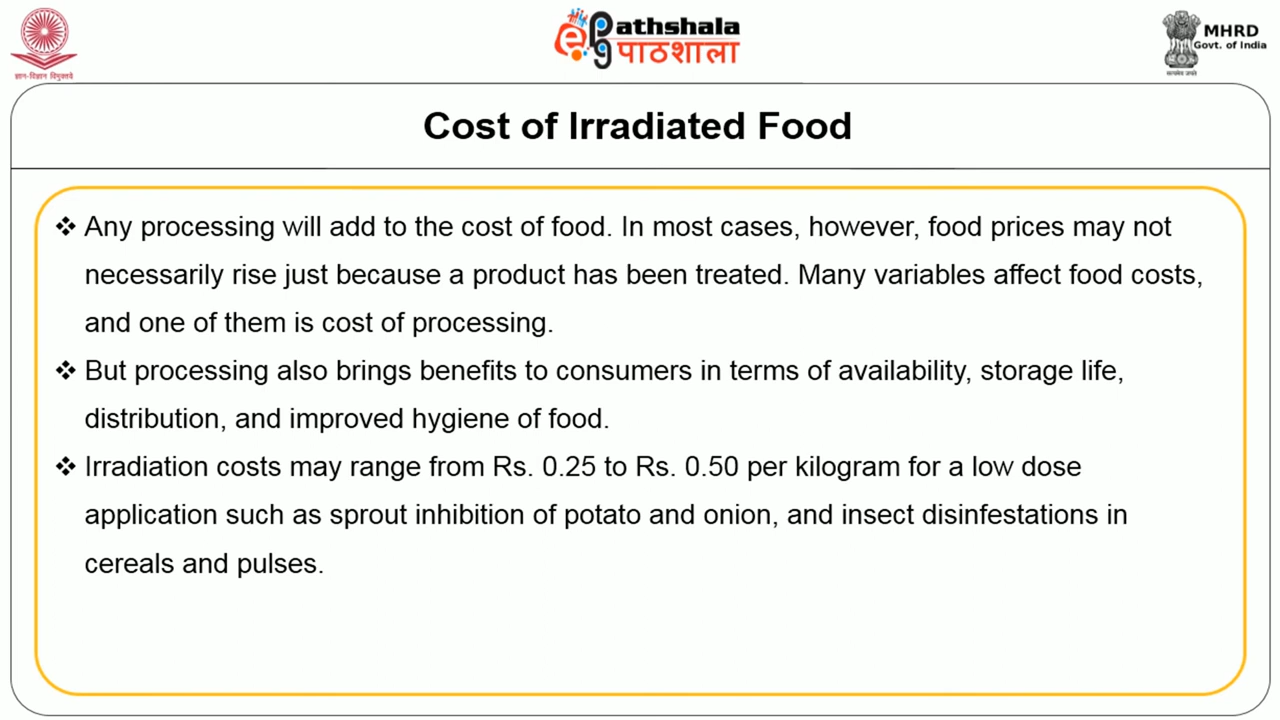 ज्ञान-विज्ञान विमुक्तये
ePathshala
पाठशाला
MHRD
Govt. of India
सत्यमेव जयते
Cost of Irradiated Food
❖ Any processing will add to the cost of food. In most cases, however, food prices may not
necessarily rise just because a product has been treated. Many variables affect food costs,
and one of them is cost of processing.
❖ But processing also brings benefits to consumers in terms of availability, storage life,
distribution, and improved hygiene of food.
❖ Irradiation costs may range from Rs. 0.25 to Rs. 0.50 per kilogram for a low dose
application such as sprout inhibition of potato and onion, and insect disinfestations in
cereals and pulses.